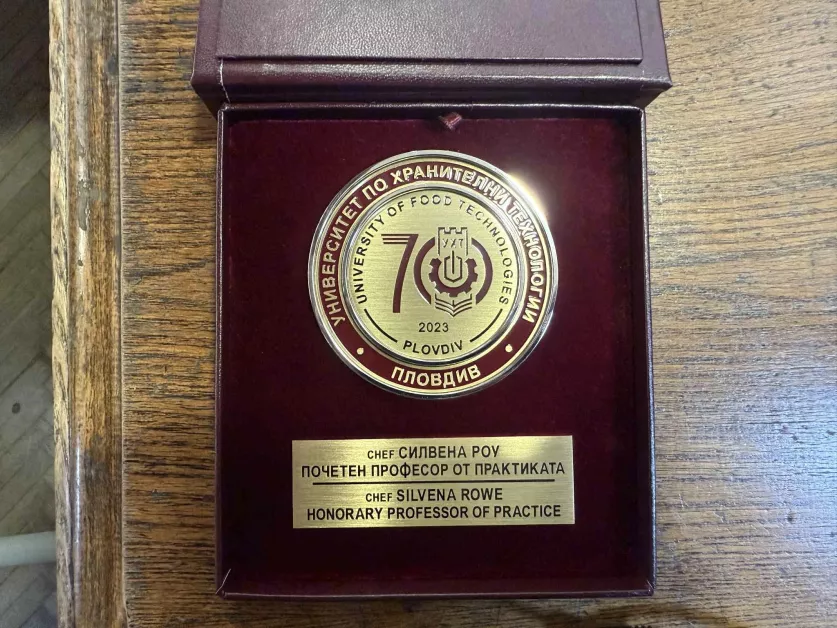 УНИВЕРСИТЕТ ПО ХРАНИТЕЛНИ ТЕХНОЛОГИИ
UNIVERSITY OF FOOD TECHNOLOGIES
70
УХТ
2023
PLOVDIV
ПЛОВДИВ
CHEF СИЛВЕНА РОУ
ПОЧЕТЕН ПРОФЕСОР ОТ ПРАКТИКАТА
CHEF SILVENA ROWE
HONORARY PROFESSOR OF PRACTICE